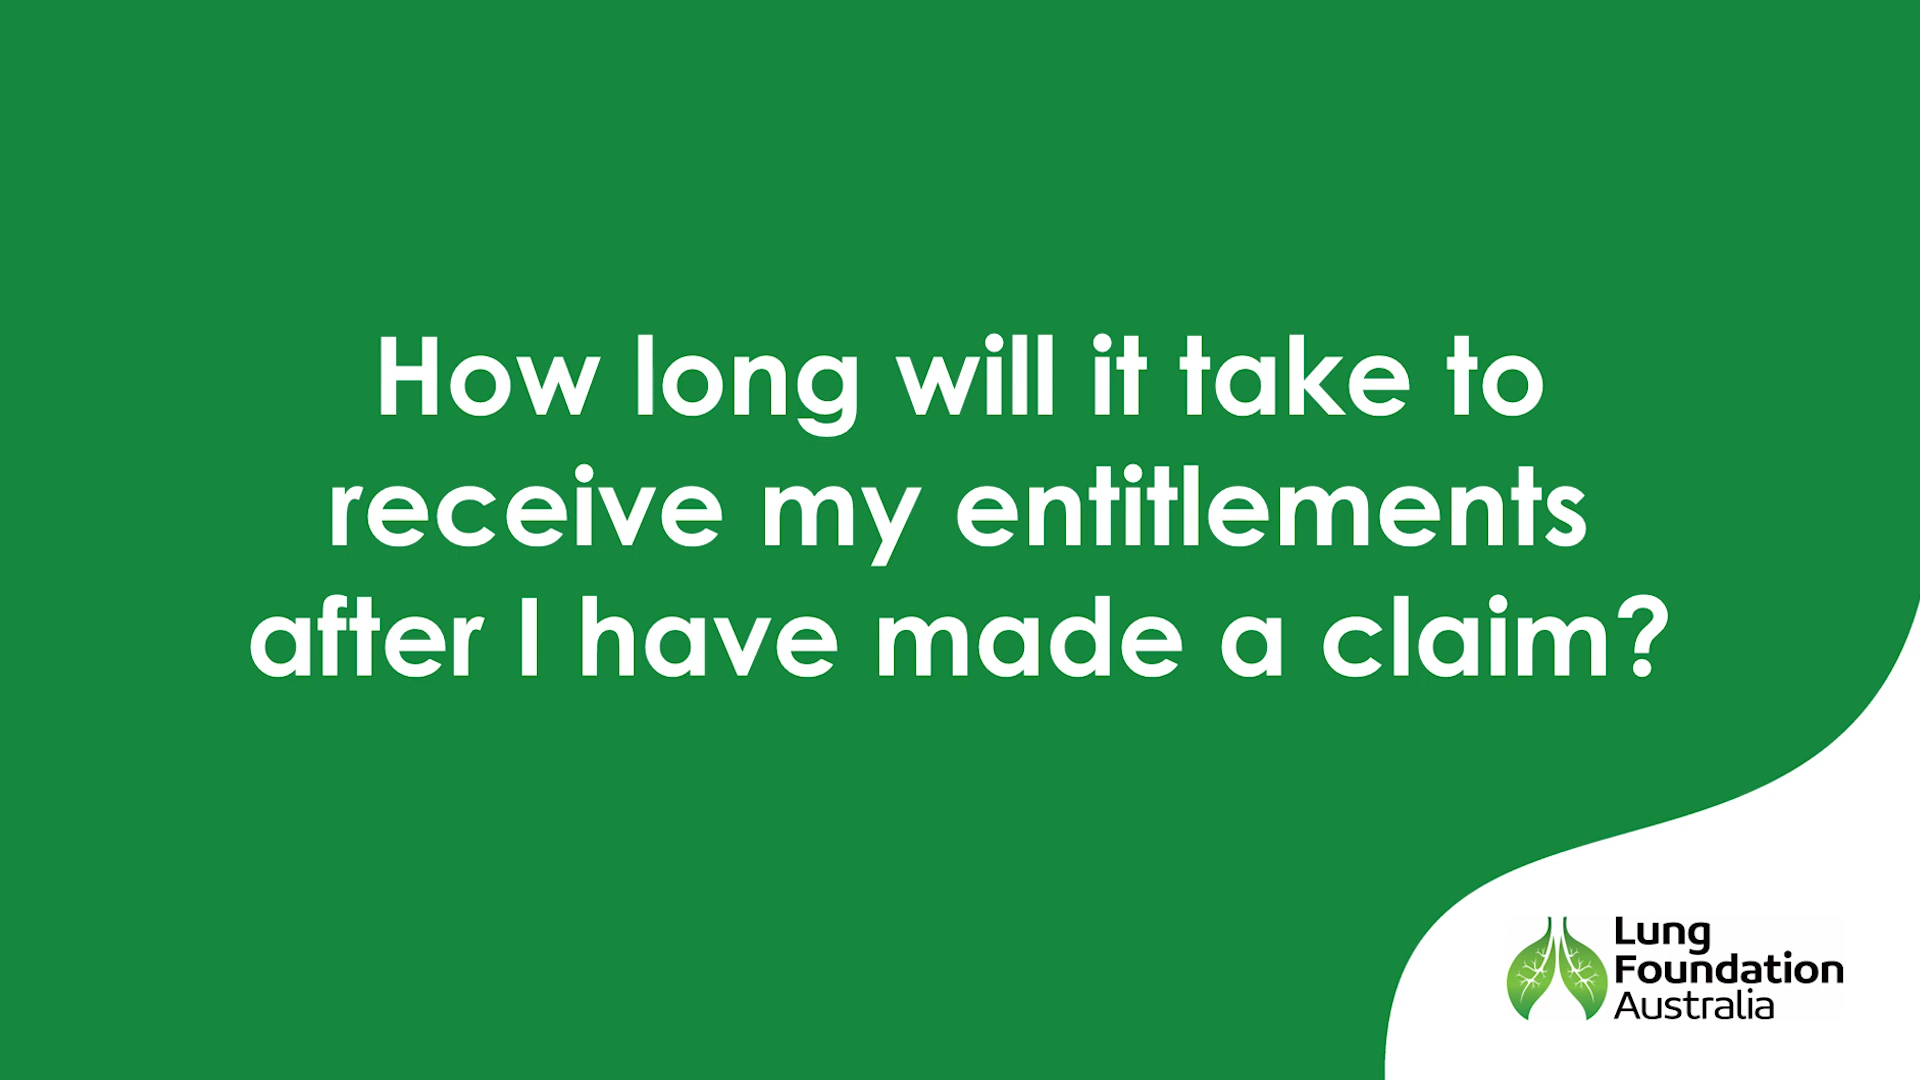 How long will it take to
receive my entitlements
after I have made a claim?
Lung
Foundation
Australia